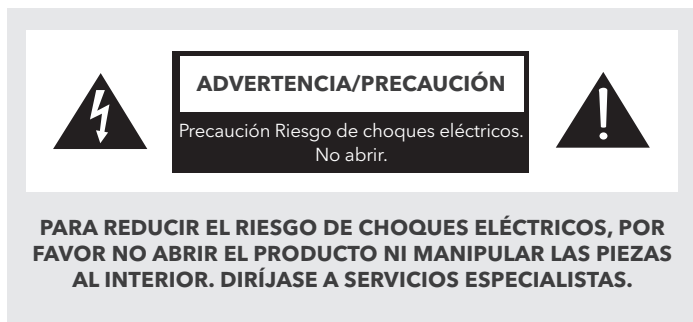 ADVERTENCIA/PRECAUCIÓN
Precaución Riesgo de choques eléctricos.
No abrir.
PARA REDUCIR EL RIESGO DE CHOQUES ELÉCTRICOS, POR
FAVOR NO ABRIR EL PRODUCTO NI MANIPULAR LAS PIEZAS
AL INTERIOR. DIRÍJASE A SERVICIOS ESPECIALISTAS.